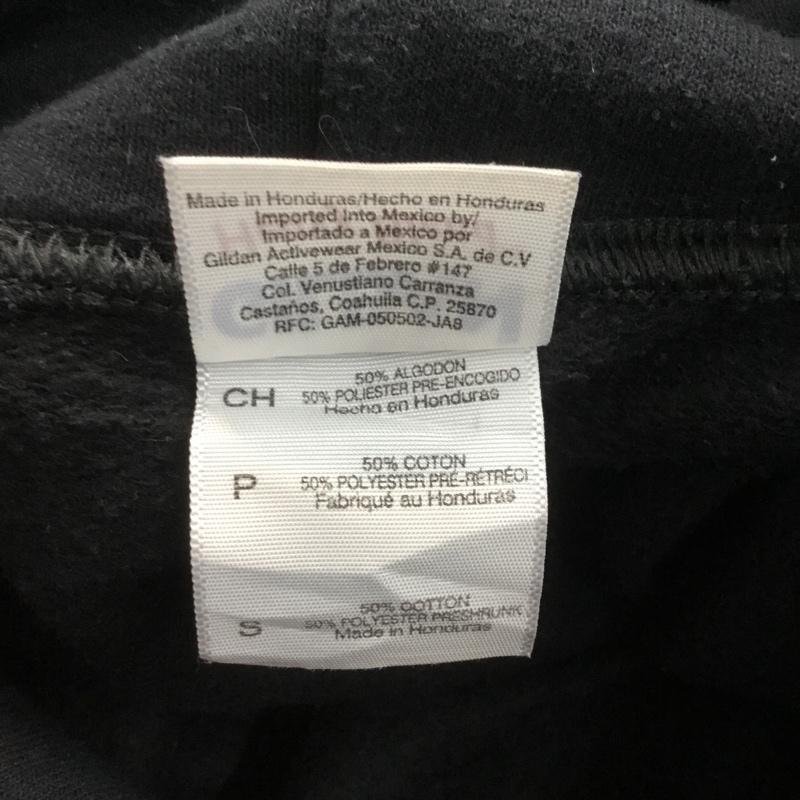 Made in Honduras/Hecho en Honduras
Imported Into Mexico by/
Importado a Mexico por
Gildan Activewear Mexico S.A. de C.V
Calle 5 de Febrero #147
Col. Venustiano Carranza
Castaños, Coahuila C.P. 25870
RFC: GAM-050502-JA8
CH
50% ALGODON
50% POLIESTER PRE-ENCOGIDO
Hecho en Honduras
P
50% COTON
50% POLYESTER PRÉ-RÉTRÉCI
Fabriqué au Honduras
S
50% COTTON
50% POLYESTER PRESHRUNK
Made in Honduras